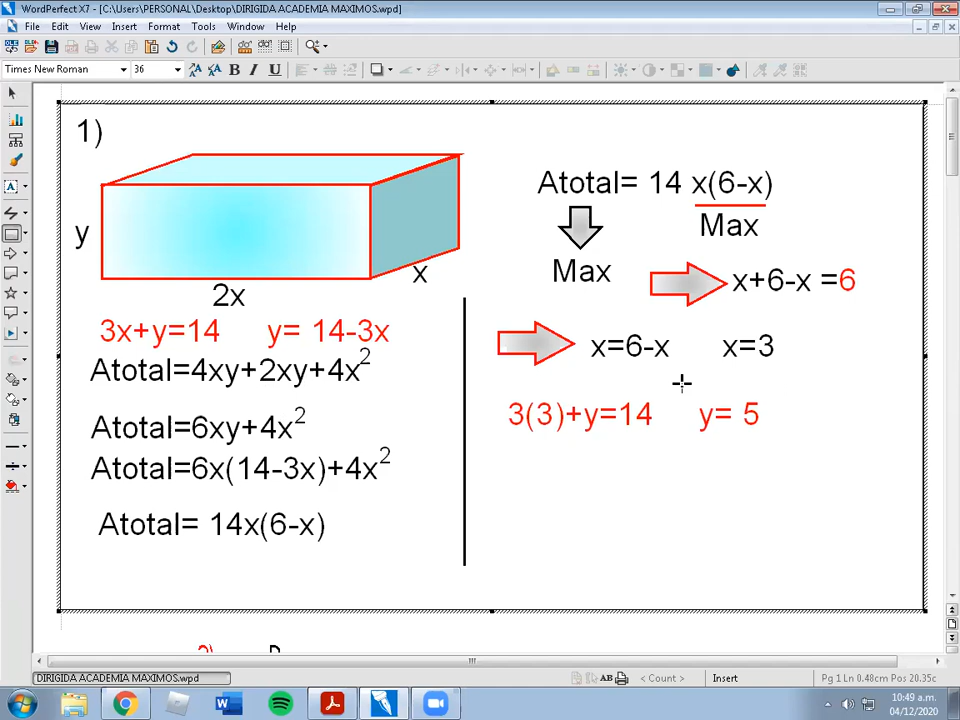 WordPerfect X7 - [C:\Users\PERSONAL\Desktop\DIRIGIDA ACADEMIA MAXIMOS.wpd]
File Edit View Insert Format Tools Window Help
Times New Roman 36
1)
y
x
2x
3x+y=14 y= 14-3x
Atotal=4xy+2xy+4x²
Atotal=6xy+4x²
Atotal=6x(14-3x)+4x²
Atotal= 14x(6-x)
Atotal= 14 x(6-x)
Max
Max
x+6-x =6
x=6-x x=3
3(3)+y=14 y= 5
DIRIGIDA ACADEMIA MAXIMOS.wpd
AB < Count > Insert Pg 1 Ln 0.48cm Pos 20.35c
10:49 a.m.
04/12/2020